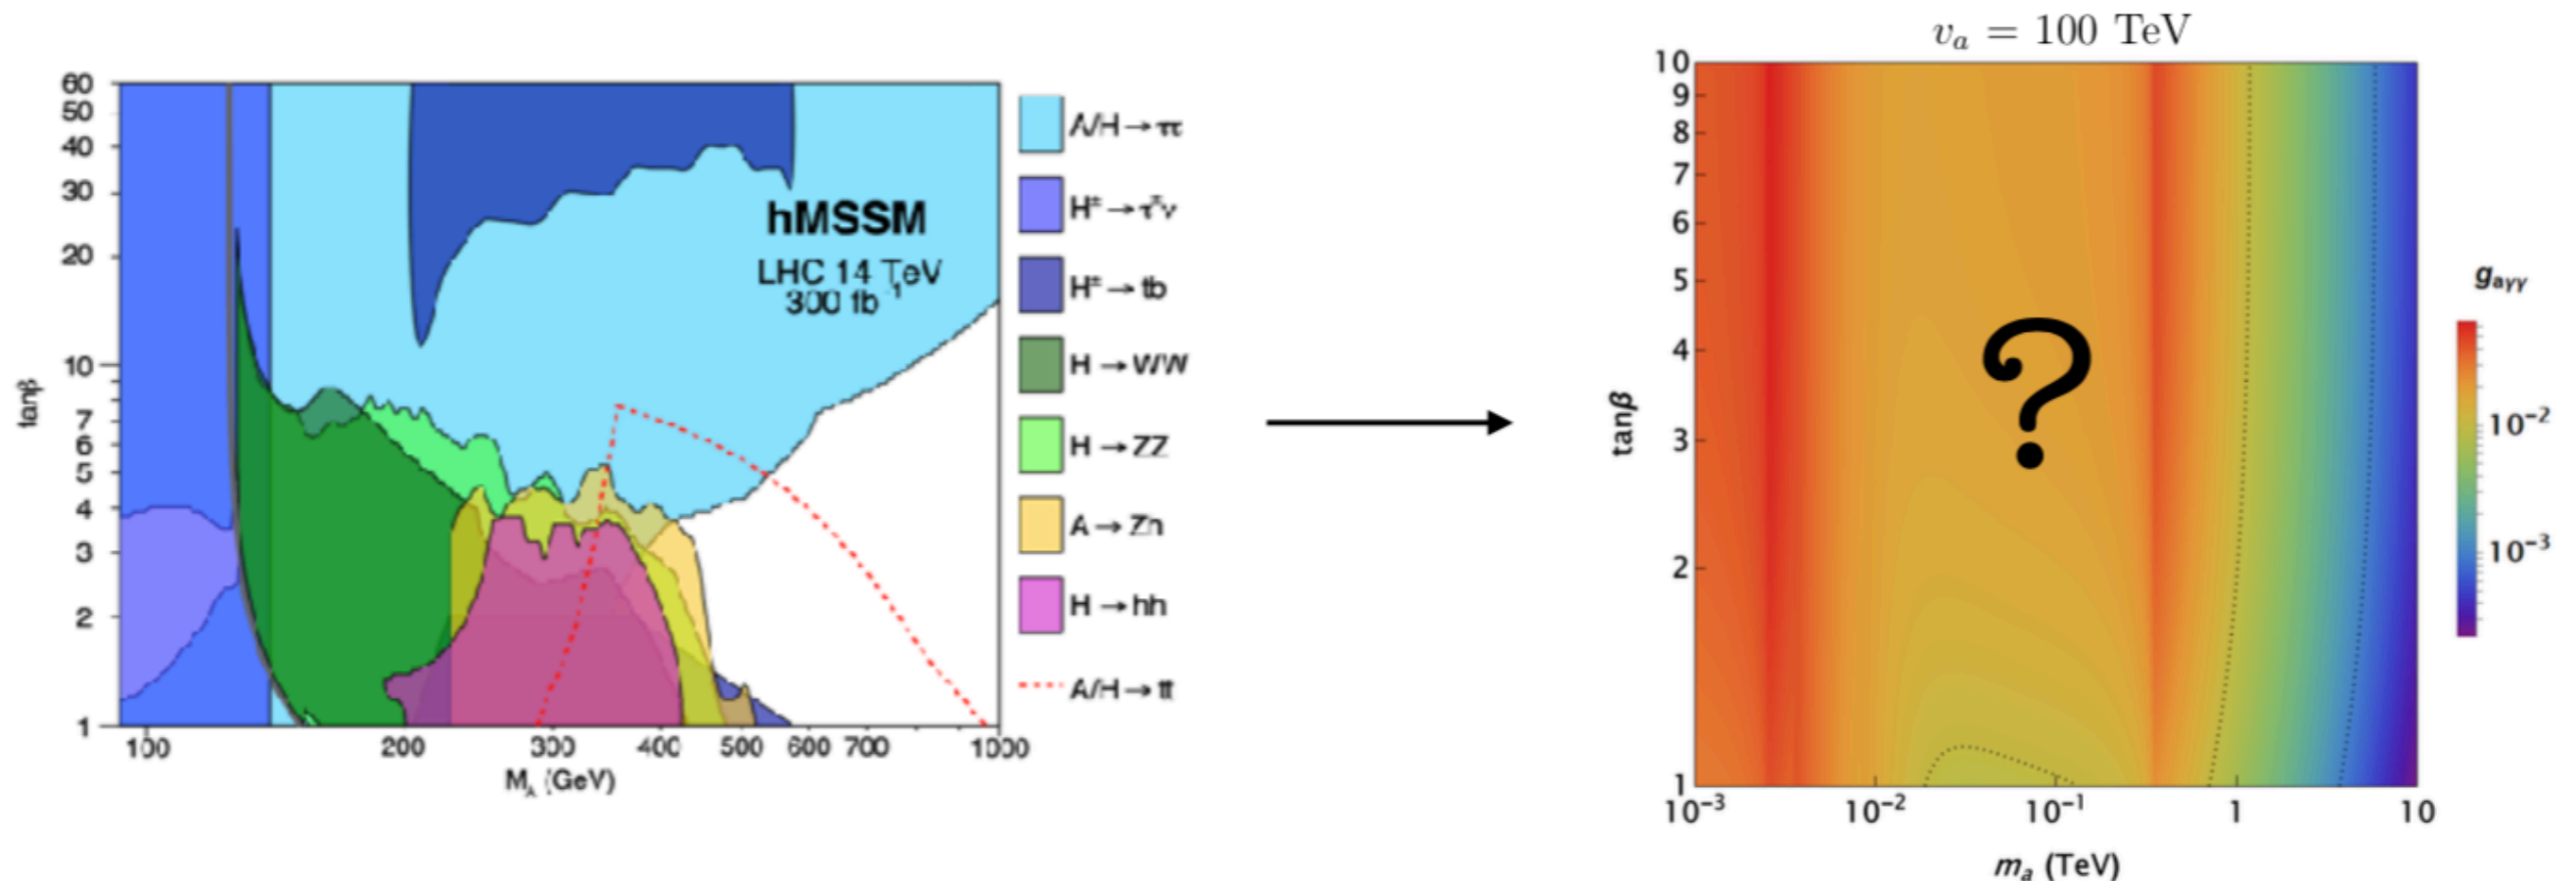 60
50
40
30
20
10
7
6
5
4
3
2
1
tanβ
100
200
300
400
500
600
700
1000
M_A (GeV)
hMSSM
LHC 14 TeV
300 fb⁻¹
A/H→ττ
H±→τ±ν
H±→tb
H→WW
H→ZZ
A→Zh
H→hh
A/H→tt
v_a = 100 TeV
10
9
8
7
6
5
4
3
2
1
tanβ
?
10⁻³
10⁻²
10⁻¹
1
10
m_a (TeV)
g_aγγ
10⁻²
10⁻³